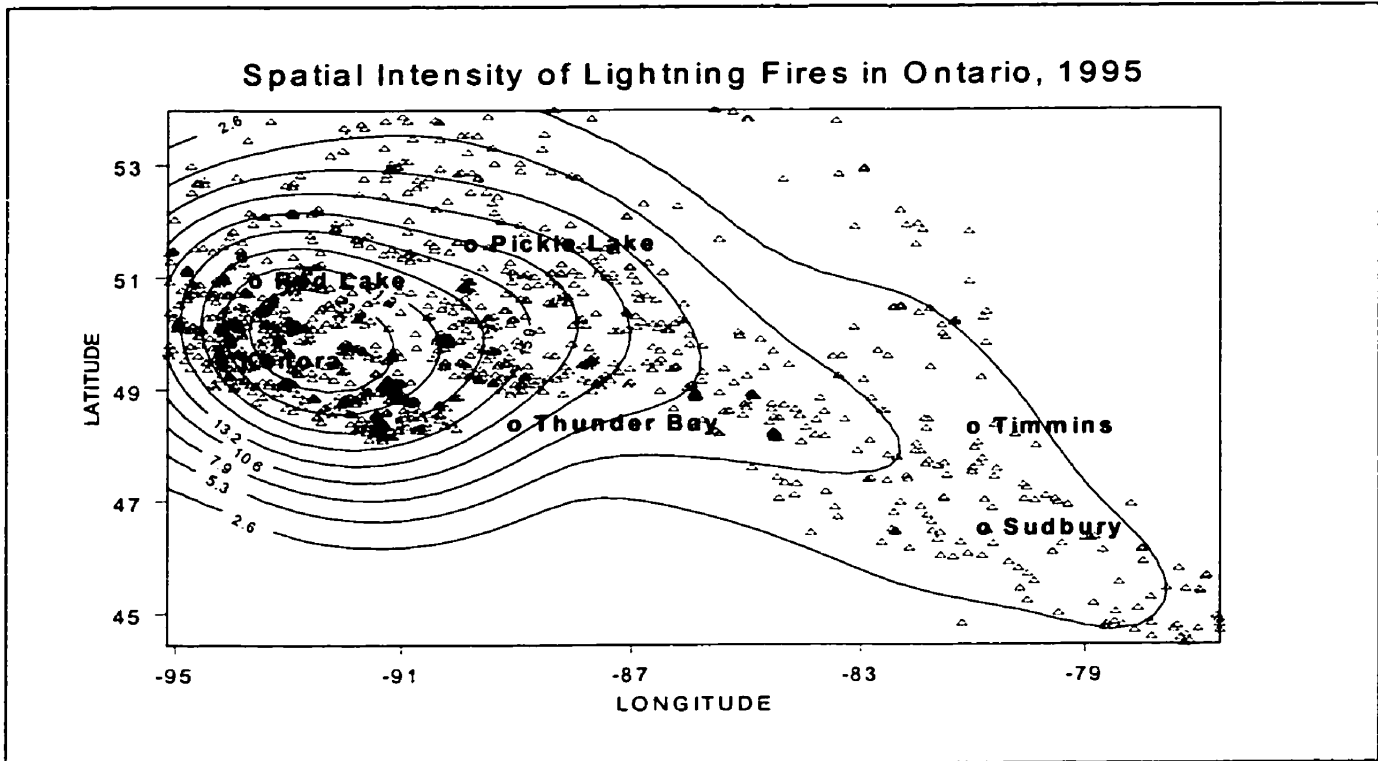 Spatial Intensity of Lightning Fires in Ontario, 1995
2.6
53
Pickle Lake
51
Red Lake
LATITUDE
Kenora
49
Thunder Bay
Timmins
13.2
10.6
7.9
5.3
47
2.6
Sudbury
45
-95 -91 -87 -83 -79
LONGITUDE